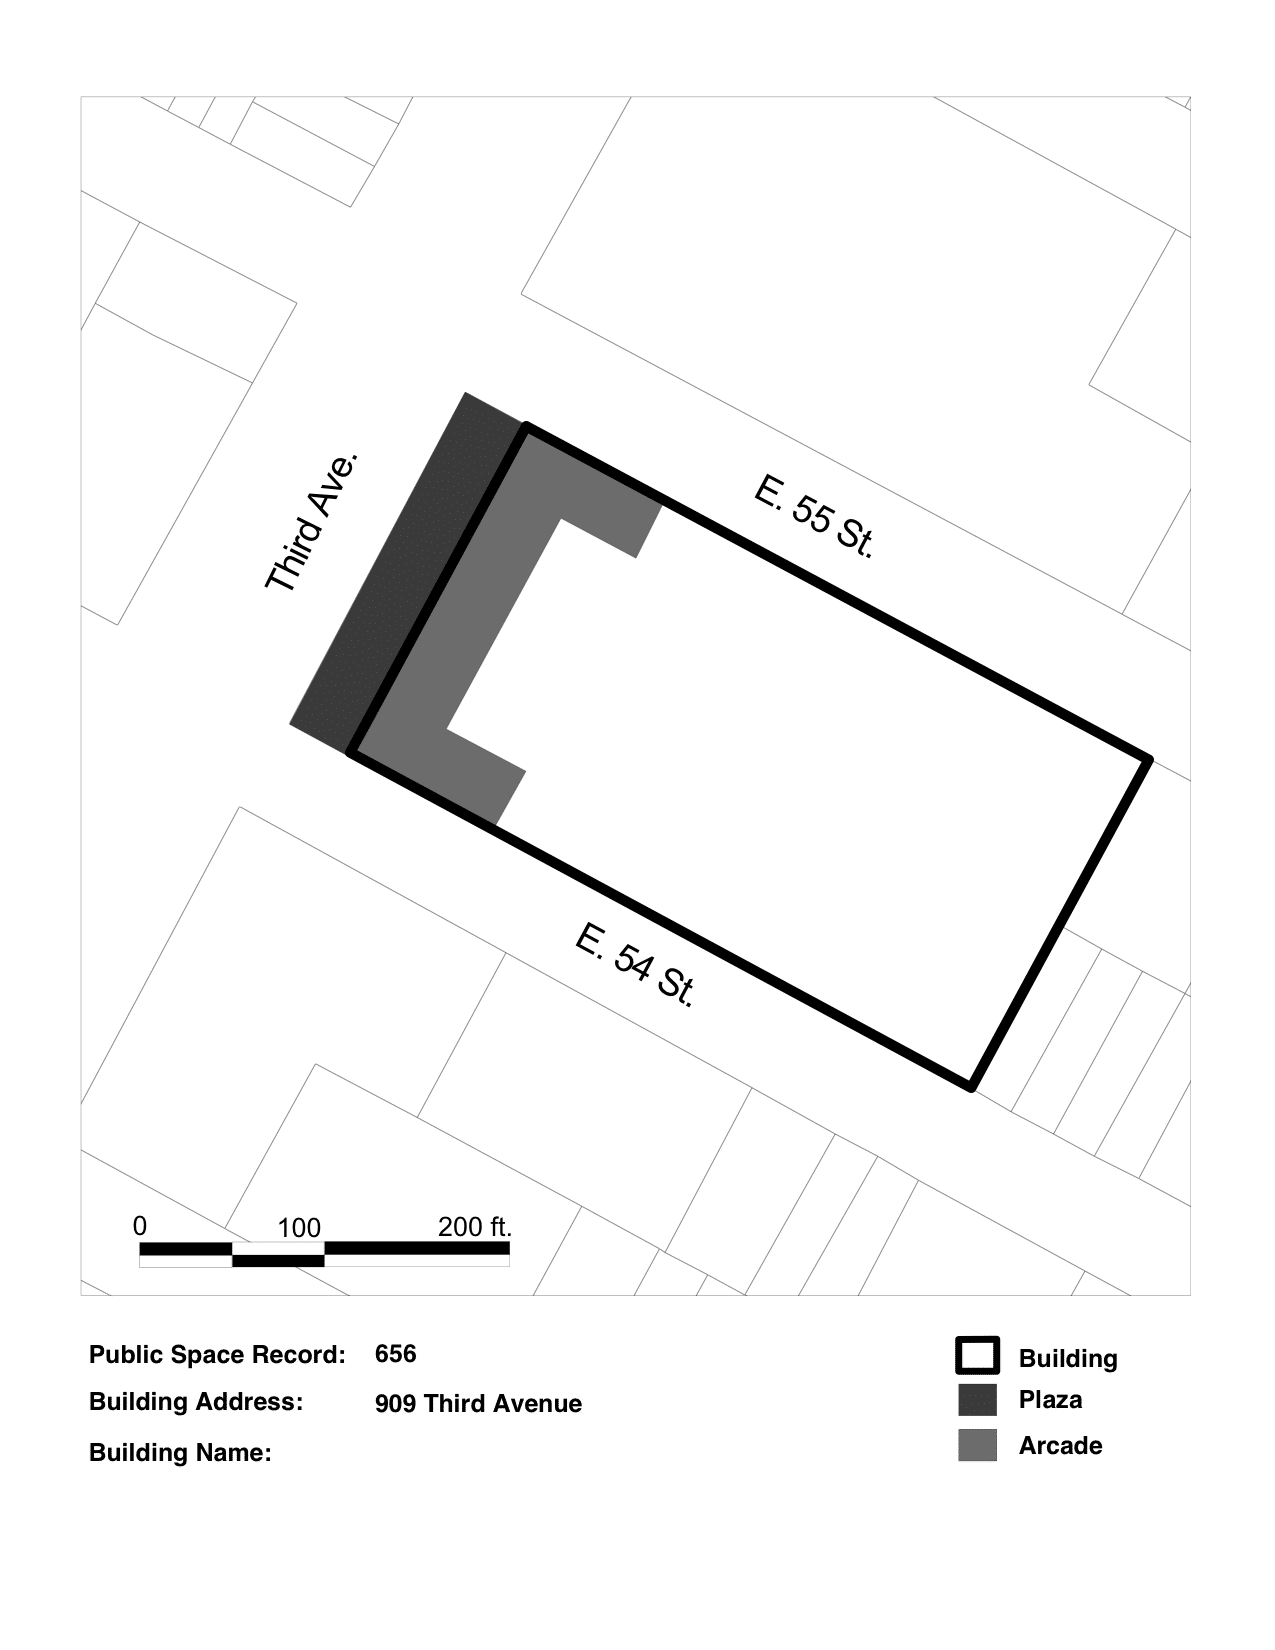 Third Ave.
E. 55 St.
E. 54 St.
0 100 200 ft.
Public Space Record: 656
Building Address: 909 Third Avenue
Building Name:
Building
Plaza
Arcade